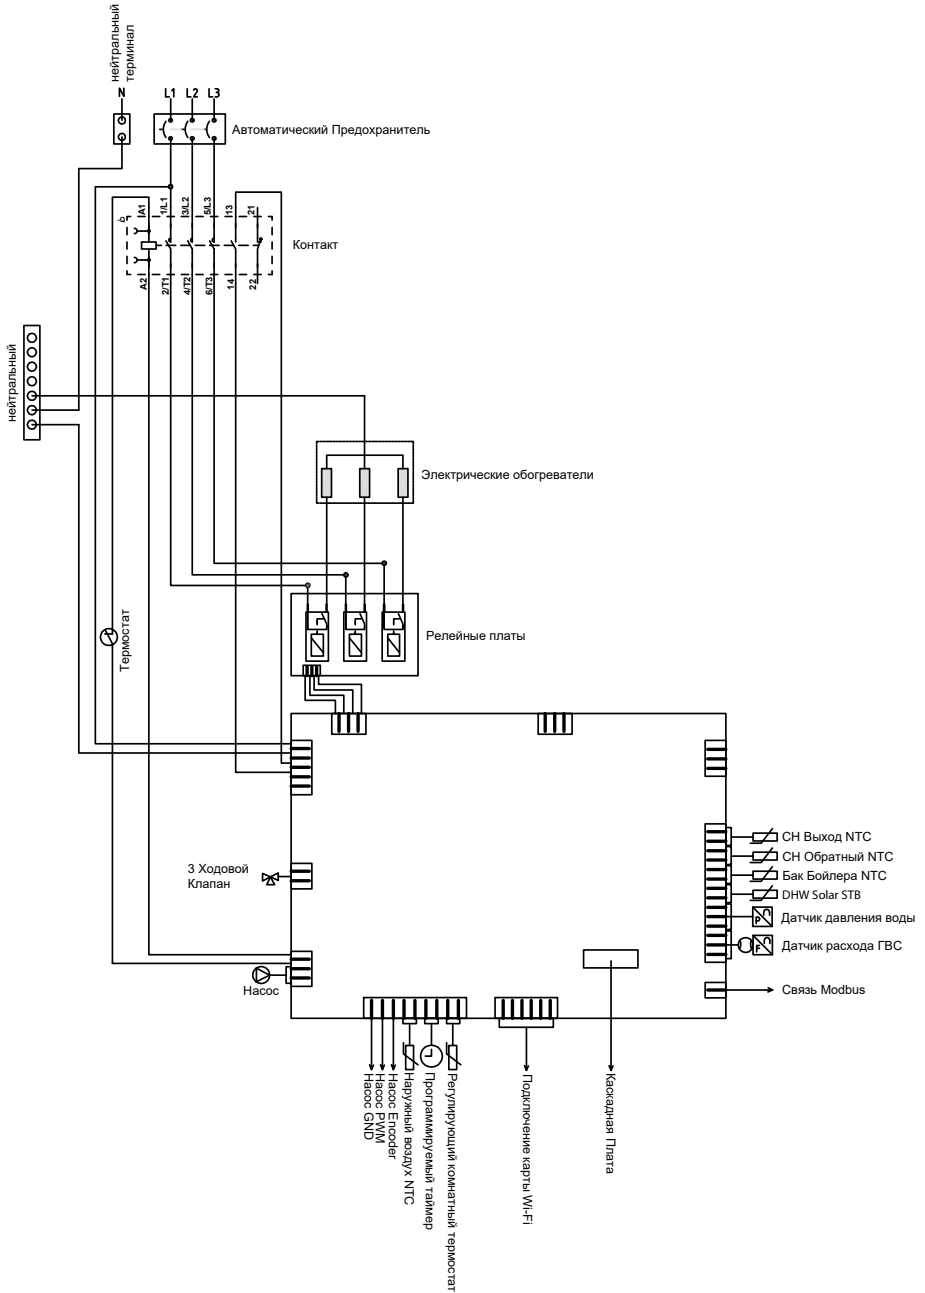 нейтральный
терминал
N
L1 L2 L3
Автоматический Предохранитель
A1 1/L1 3/L2 5/L3 13 21
Контакт
A2 2/T1 4/T2 6/T3 14 22
нейтральный
Электрические обогреватели
Релейные платы
Термостат
3 Ходовой
Клапан
Насос
СН Выход NTC
СН Обратный NTC
Бак Бойлера NTC
DHW Solar STB
P
Датчик давления воды
F
Датчик расхода ГВС
Связь Modbus
Насос GND
Насос PWM
Насос Encoder
Наружный воздух NTC
Программируемый таймер
Регулирующий комнатный термостат
Подключение карты Wi-Fi
Каскадная Плата